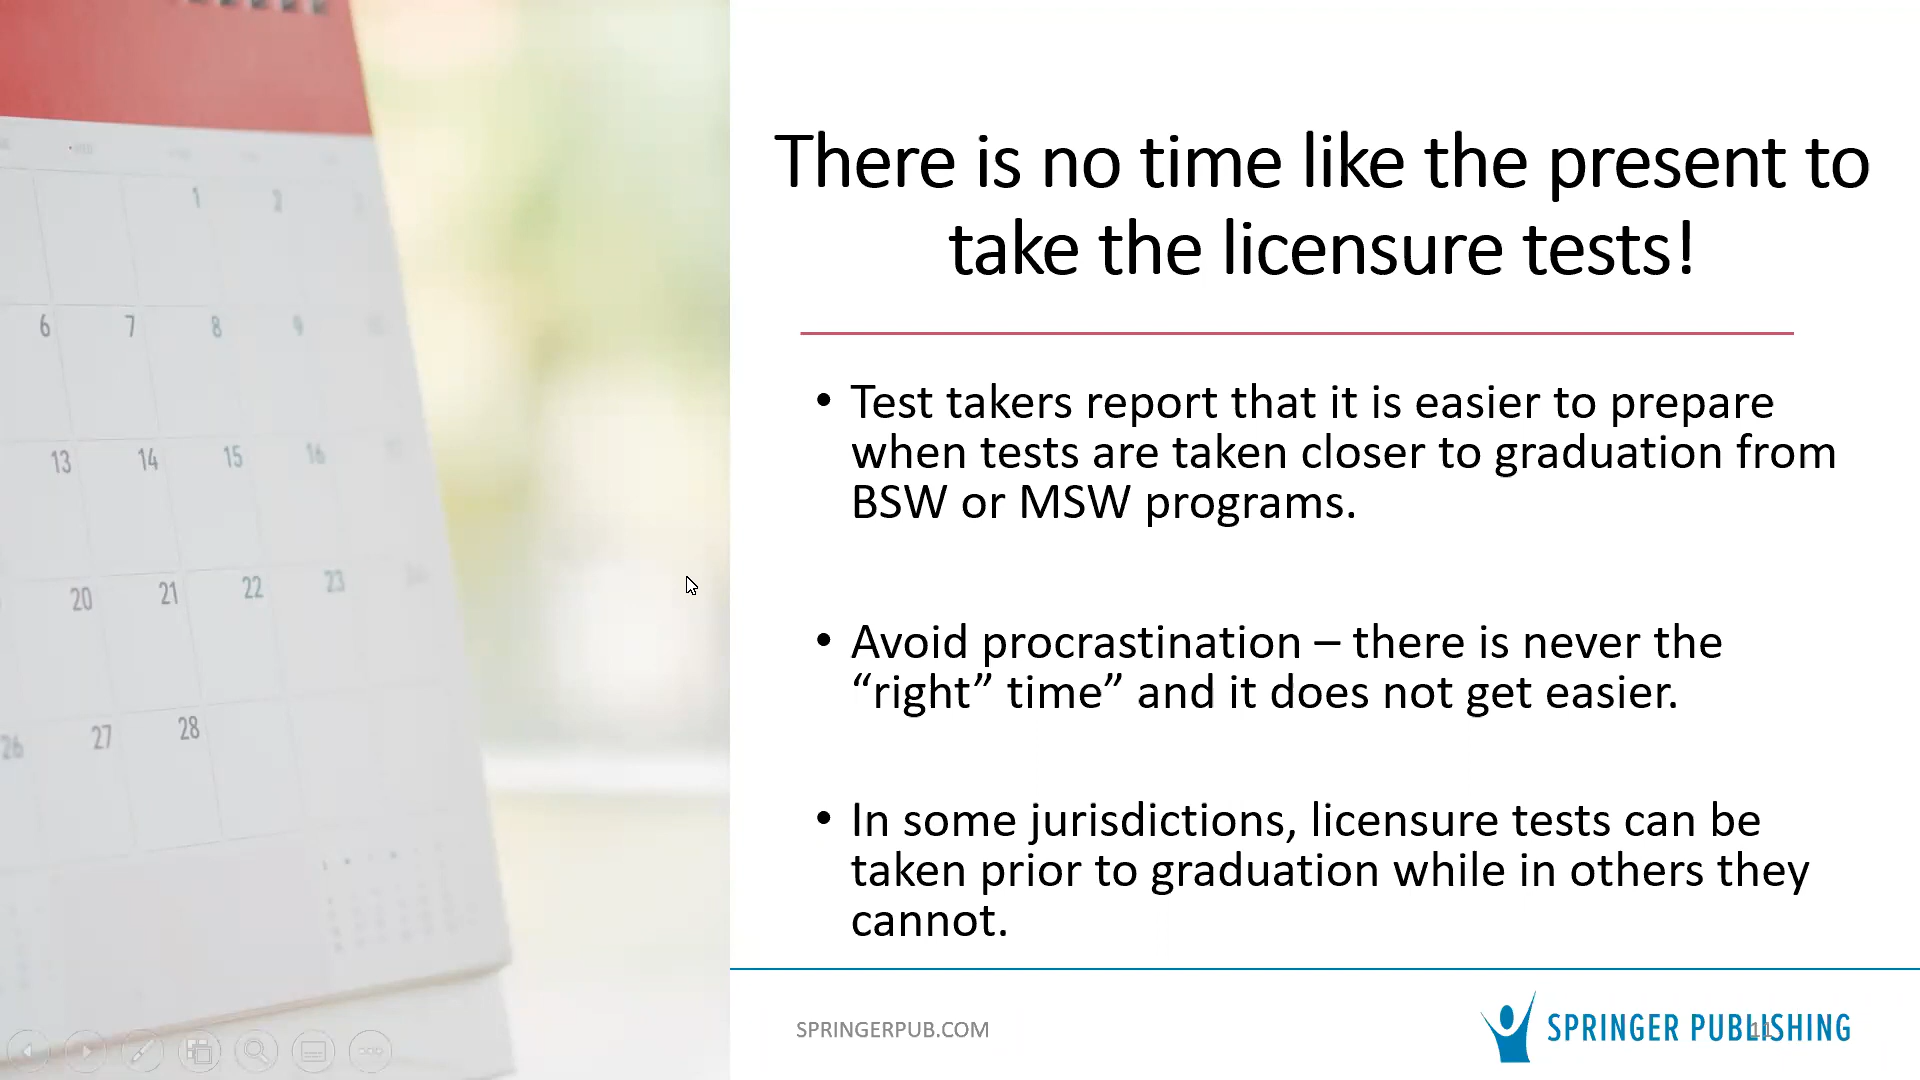 There is no time like the present to
take the licensure tests!
• Test takers report that it is easier to prepare
when tests are taken closer to graduation from
BSW or MSW programs.
• Avoid procrastination – there is never the
“right” time” and it does not get easier.
• In some jurisdictions, licensure tests can be
taken prior to graduation while in others they
cannot.
SPRINGERPUB.COM
SPRINGER PUBLISHING
11
1 2
6 7 8 9 10
13 14 15 16
20 21 22 23
26 27 28